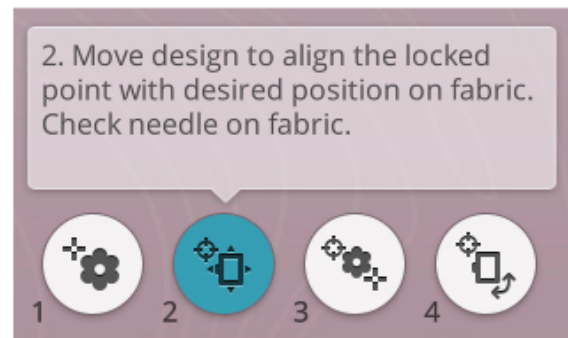 2. Move design to align the locked
point with desired position on fabric.
Check needle on fabric.
1 2 3 4